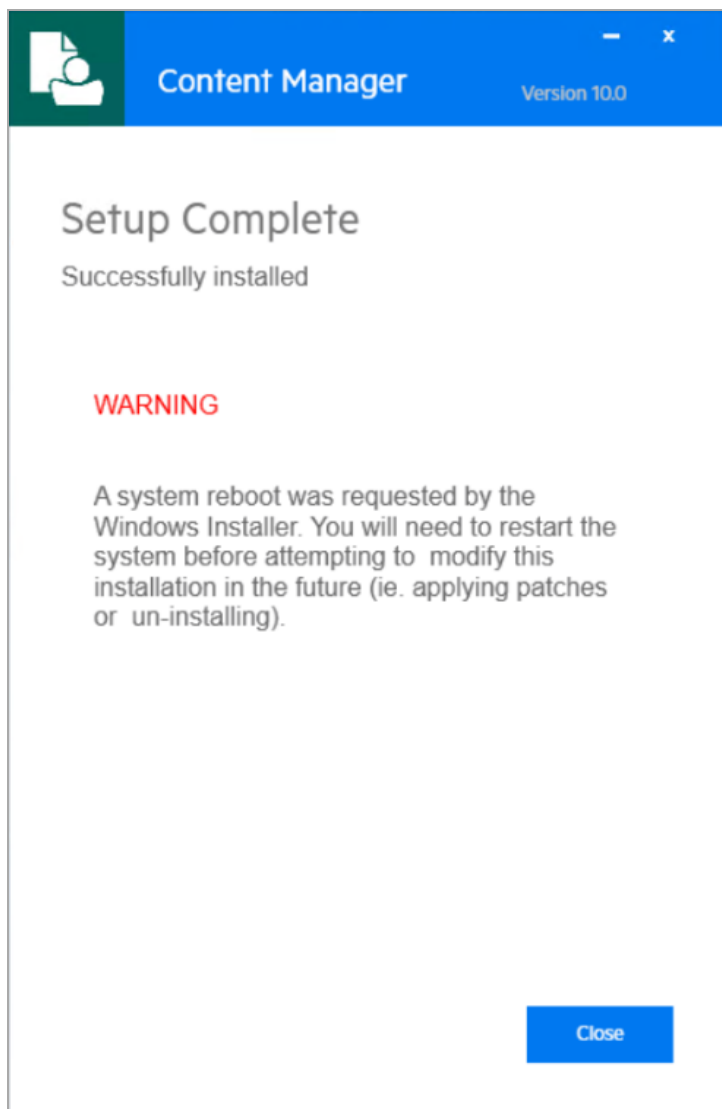 Content Manager
Version 10.0
x
Setup Complete
Successfully installed
WARNING
A system reboot was requested by the
Windows Installer. You will need to restart the
system before attempting to  modify this
installation in the future (ie. applying patches
or  un-installing).
Close